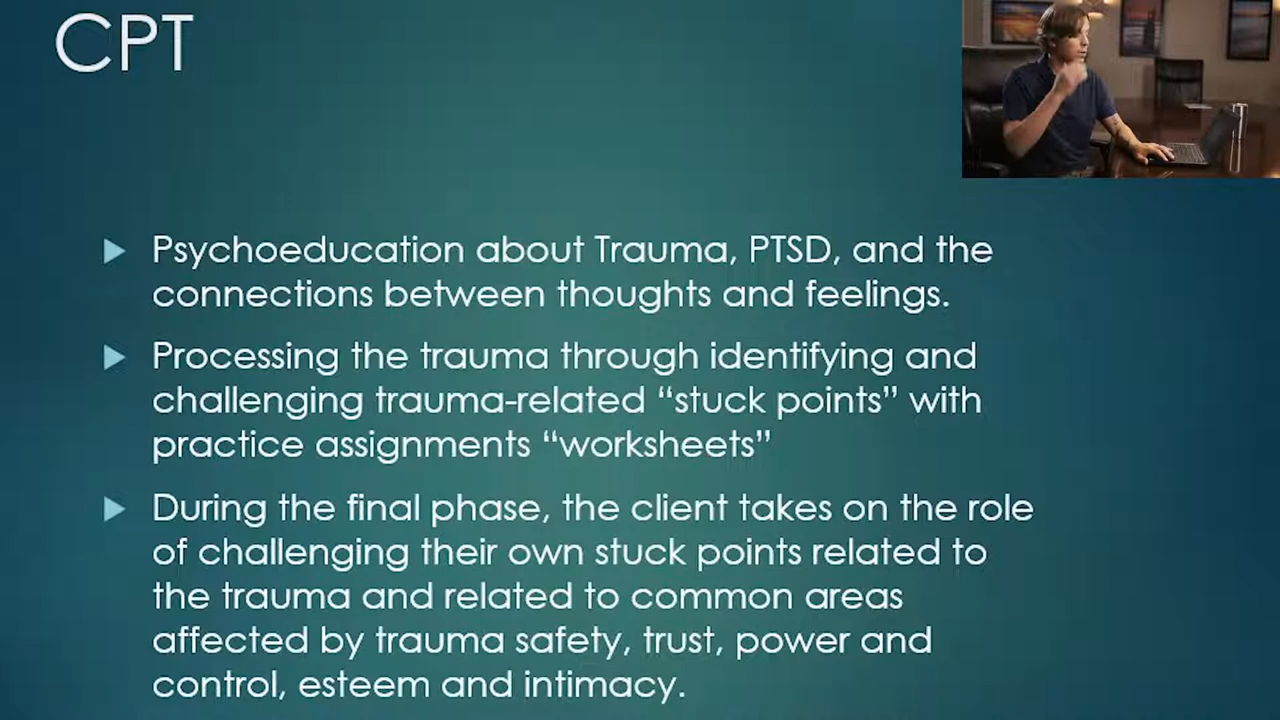 CPT
Psychoeducation about Trauma, PTSD, and the
connections between thoughts and feelings.
Processing the trauma through identifying and
challenging trauma-related “stuck points” with
practice assignments “worksheets”
During the final phase, the client takes on the role
of challenging their own stuck points related to
the trauma and related to common areas
affected by trauma safety, trust, power and
control, esteem and intimacy.